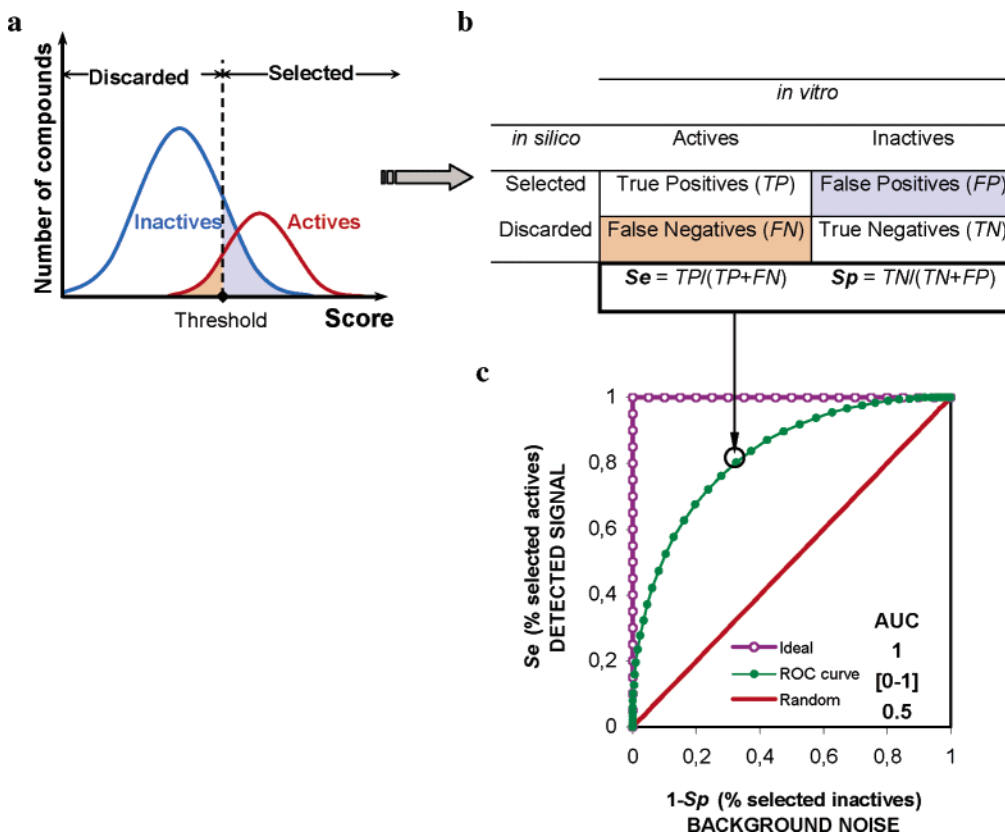 a
Discarded
Selected
Number of compounds
Inactives
Actives
Threshold
Score
b
in vitro
in silico
Actives
Inactives
Selected
True Positives (TP)
False Positives (FP)
Discarded
False Negatives (FN)
True Negatives (TN)
Se = TP/(TP+FN)
Sp = TN/(TN+FP)
c
1
0,8
0,6
0,4
0,2
0
Se (% selected actives)
DETECTED SIGNAL
AUC
Ideal
1
ROC curve
[0-1]
Random
0.5
0
0,2
0,4
0,6
0,8
1
1-Sp (% selected inactives)
BACKGROUND NOISE